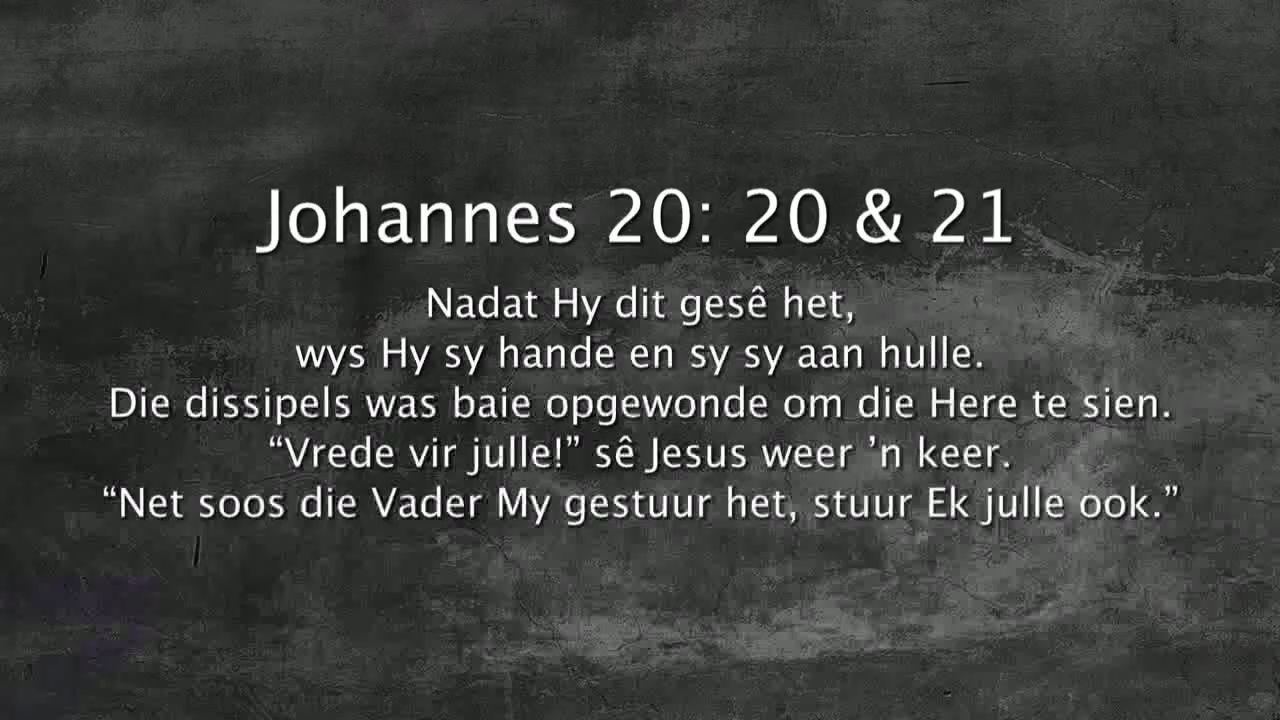 Johannes 20: 20 & 21
Nadat Hy dit gesê het,
wys Hy sy hande en sy sy aan hulle.
Die dissipels was baie opgewonde om die Here te sien.
“Vrede vir julle!” sê Jesus weer ’n keer.
“Net soos die Vader My gestuur het, stuur Ek julle ook.”